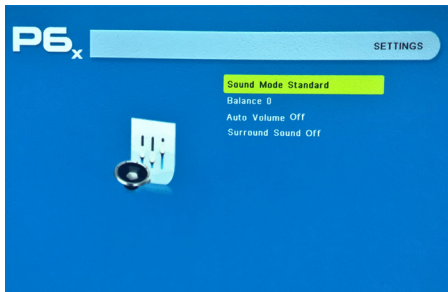 P6x
SETTINGS
Sound Mode Standard
Balance 0
Auto Volume Off
Surround Sound Off